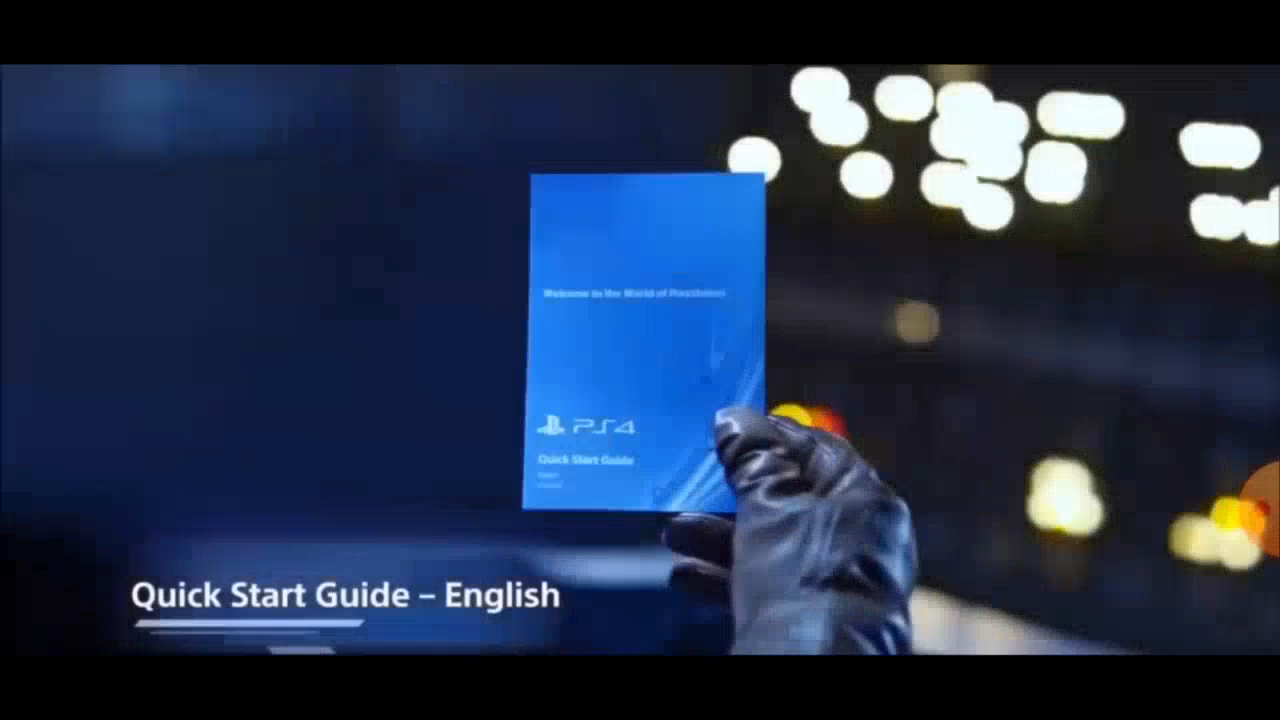 Welcome to the World of PlayStation
PS4
Quick Start Guide
Quick Start Guide – English